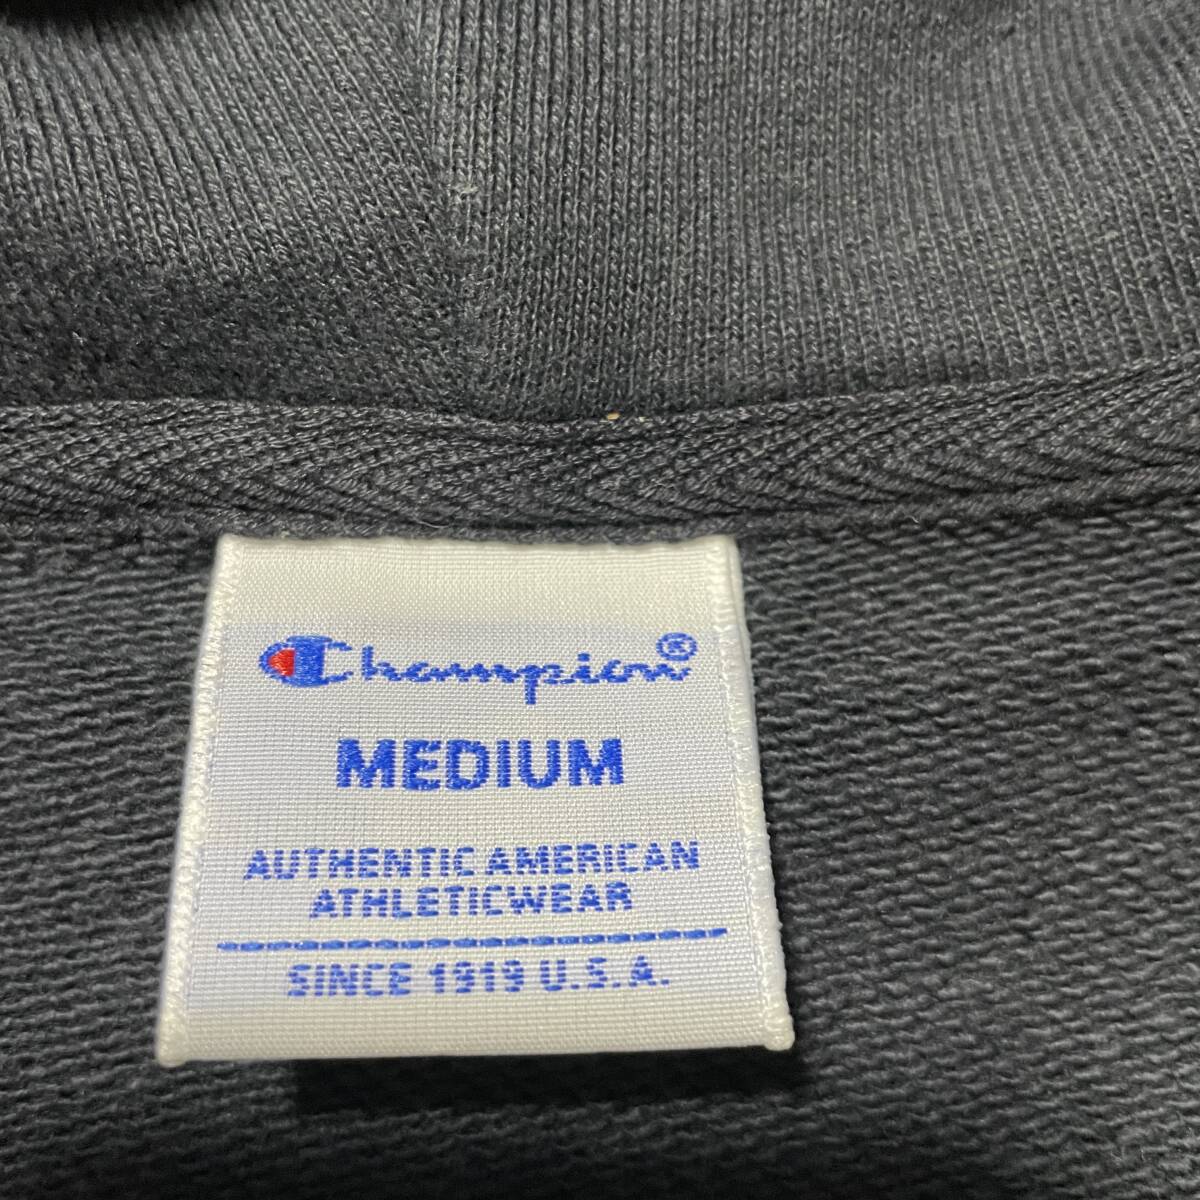 Champion®
MEDIUM
AUTHENTIC AMERICAN
ATHLETICWEAR
SINCE 1919 U.S.A.